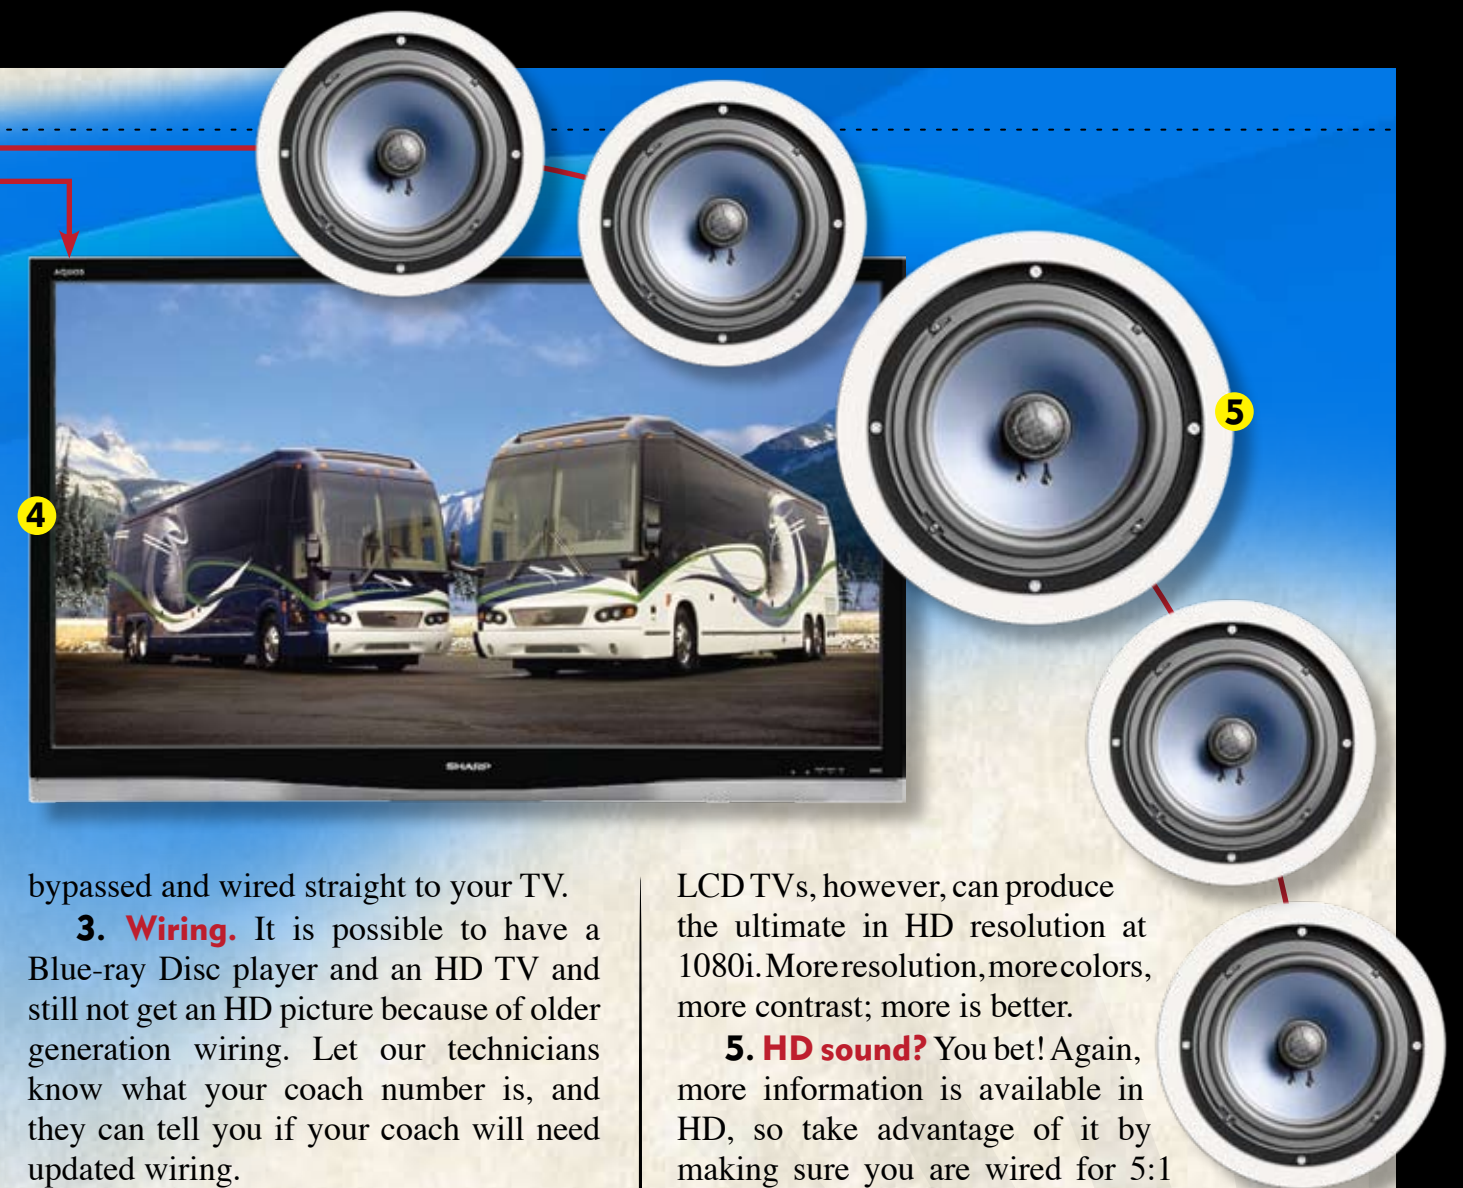 AQUOS
5
4
SHARP
bypassed and wired straight to your TV.
3. Wiring. It is possible to have a
Blue-ray Disc player and an HD TV and
still not get an HD picture because of older
generation wiring. Let our technicians
know what your coach number is, and
they can tell you if your coach will need
updated wiring.
LCD TVs, however, can produce
the ultimate in HD resolution at
1080i. More resolution, more colors,
more contrast; more is better.
5. HD sound? You bet! Again,
more information is available in
HD, so take advantage of it by
making sure you are wired for 5:1